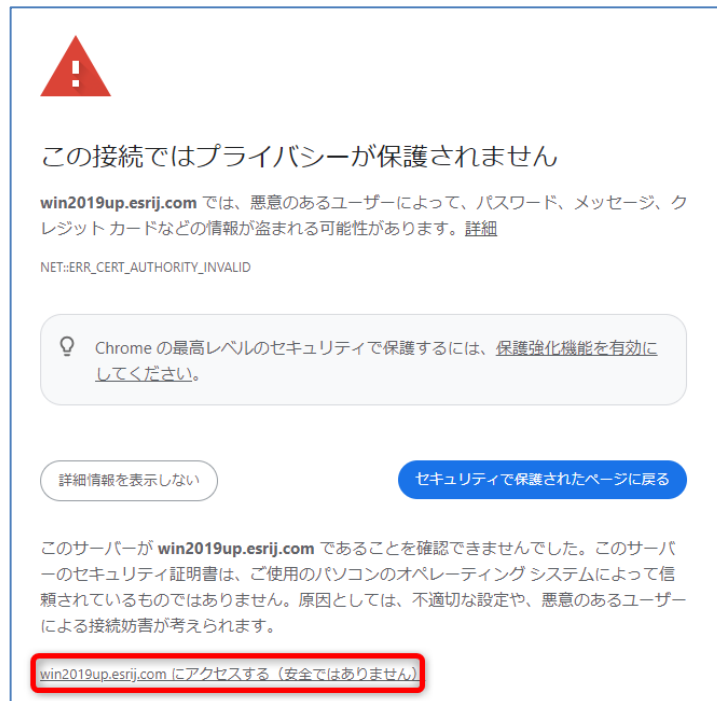 この接続ではプライバシーが保護されません
win2019up.esrij.com では、悪意のあるユーザーによって、パスワード、メッセージ、ク
レジット カードなどの情報が盗まれる可能性があります。詳細
NET::ERR_CERT_AUTHORITY_INVALID
Chrome の最高レベルのセキュリティで保護するには、保護強化機能を有効に
してください。
詳細情報を表示しない
セキュリティで保護されたページに戻る
このサーバーが win2019up.esrij.com であることを確認できませんでした。このサーバ
ーのセキュリティ証明書は、ご使用のパソコンのオペレーティング システムによって信
頼されているものではありません。原因としては、不適切な設定や、悪意のあるユーザー
による接続妨害が考えられます。
win2019up.esrij.com にアクセスする（安全ではありません）